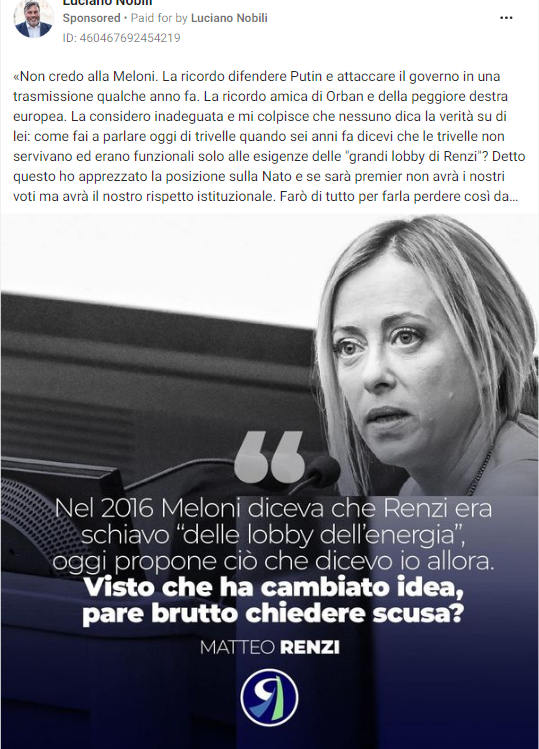 Luciano Nobili
Sponsored • Paid for by Luciano Nobili
ID: 460467692454219
«Non credo alla Meloni. La ricordo difendere Putin e attaccare il governo in una
trasmissione qualche anno fa. La ricordo amica di Orban e della peggiore destra
europea. La considero inadeguata e mi colpisce che nessuno dica la verità su di
lei: come fai a parlare oggi di trivelle quando sei anni fa dicevi che le trivelle non
servivano ed erano funzionali solo alle esigenze delle "grandi lobby di Renzi"? Detto
questo ho apprezzato la posizione sulla Nato e se sarà premier non avrà i nostri
voti ma avrà il nostro rispetto istituzionale. Farò di tutto per farla perdere così da...
Nel 2016 Meloni diceva che Renzi era
schiavo “delle lobby dell’energia”,
oggi propone ciò che dicevo io allora.
Visto che ha cambiato idea,
pare brutto chiedere scusa?
MATTEO RENZI